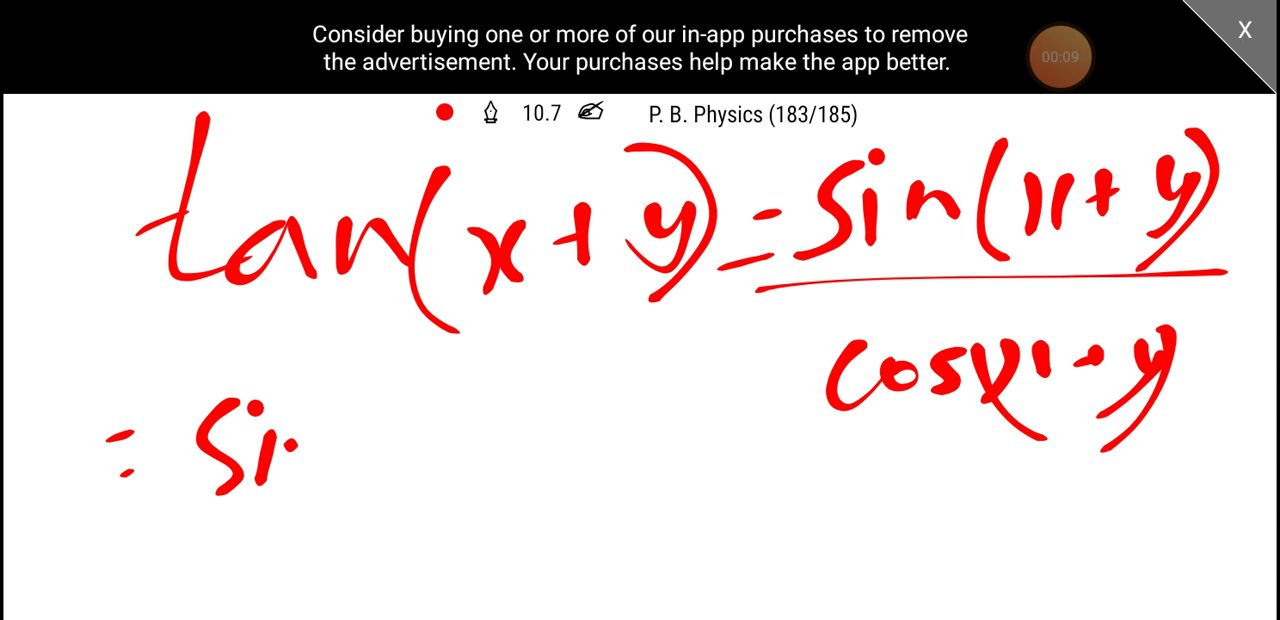 Consider buying one or more of our in-app purchases to remove
the advertisement. Your purchases help make the app better.
00:09
X
10.7
P. B. Physics (183/185)
tan(x+y) = sin(x+y)
cos(x+y)
= Si